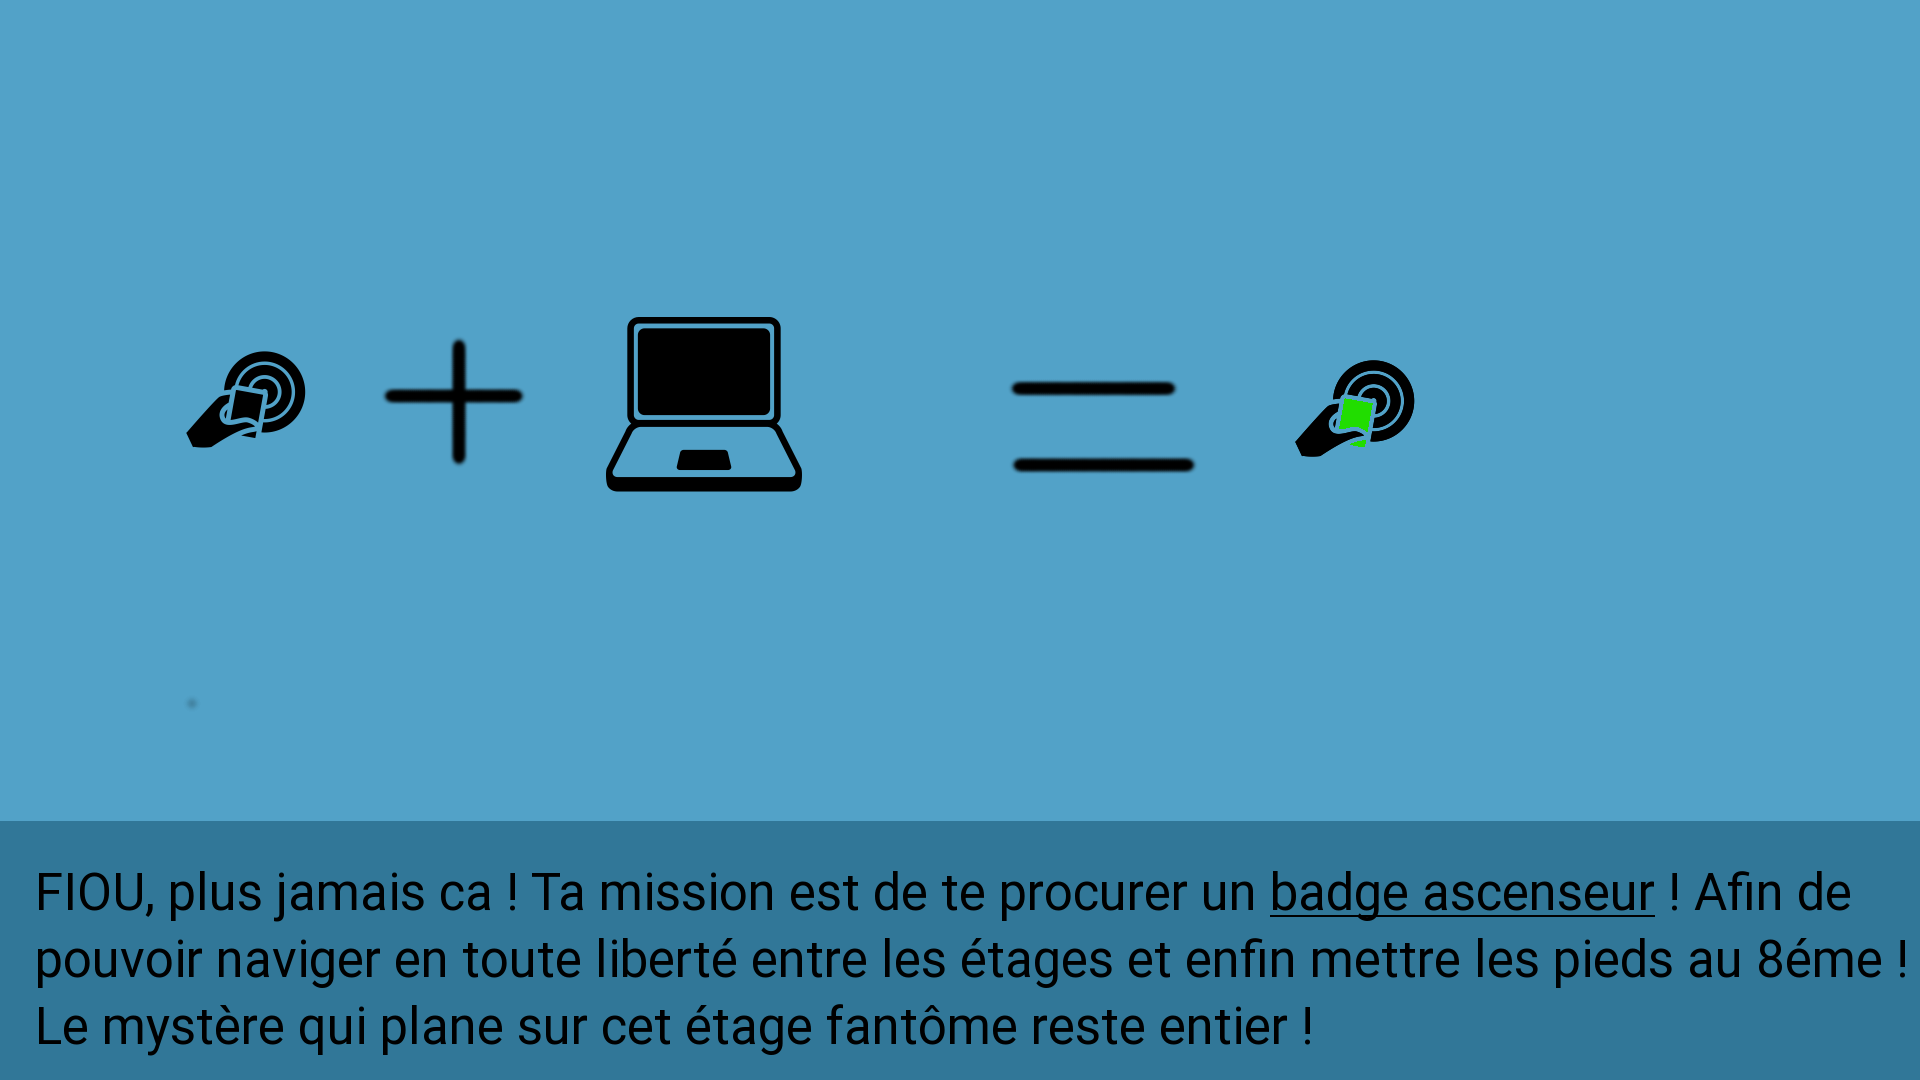 FIOU, plus jamais ca ! Ta mission est de te procurer un badge ascenseur ! Afin de
pouvoir naviger en toute liberté entre les étages et enfin mettre les pieds au 8éme !
Le mystère qui plane sur cet étage fantôme reste entier !